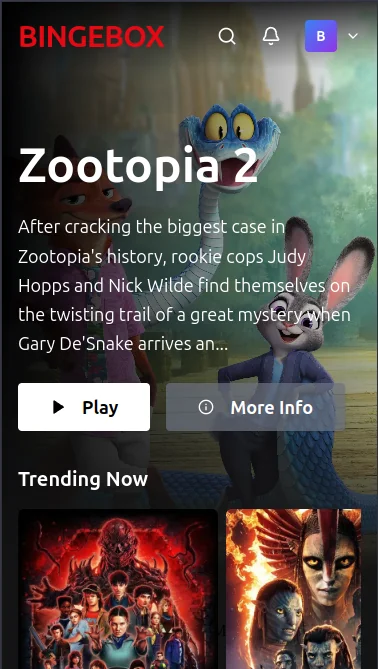 BINGEBOX
B
Zootopia 2
After cracking the biggest case in
Zootopia's history, rookie cops Judy
Hopps and Nick Wilde find themselves on
the twisting trail of a great mystery when
Gary De'Snake arrives an...
Play
More Info
Trending Now